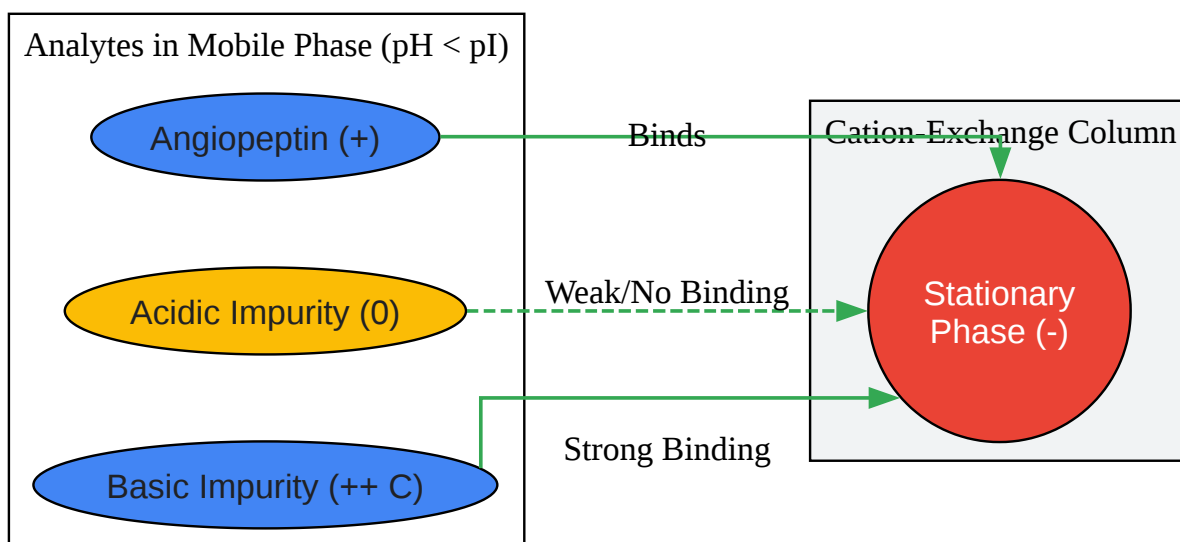 Analytes in Mobile Phase (pH < pI)
Angiopeptin (+)
Binds
Cation-Exchange Column
Acidic Impurity (0)
Weak/No Binding
Stationary
Phase (-)
Strong Binding
Basic Impurity (++ C)